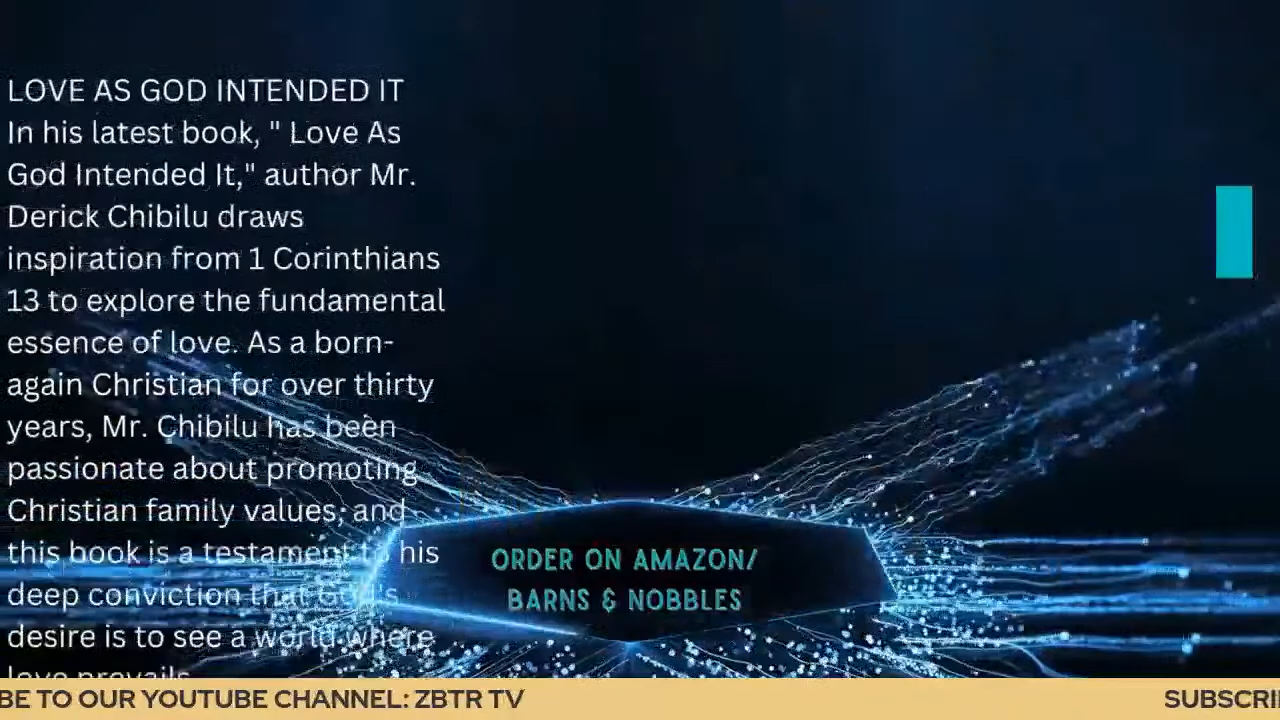 LOVE AS GOD INTENDED IT
In his latest book, " Love As
God Intended It," author Mr.
Derick Chibilu draws
inspiration from 1 Corinthians
13 to explore the fundamental
essence of love. As a born-
again Christian for over thirty
years, Mr. Chibilu has been
passionate about promoting
Christian family values; and
this book is a testament to his
deep conviction that God's
desire is to see a world where
love prevails
ORDER ON AMAZON/
BARNS & NOBBLES
BE TO OUR YOUTUBE CHANNEL: ZBTR TV
SUBSCRI